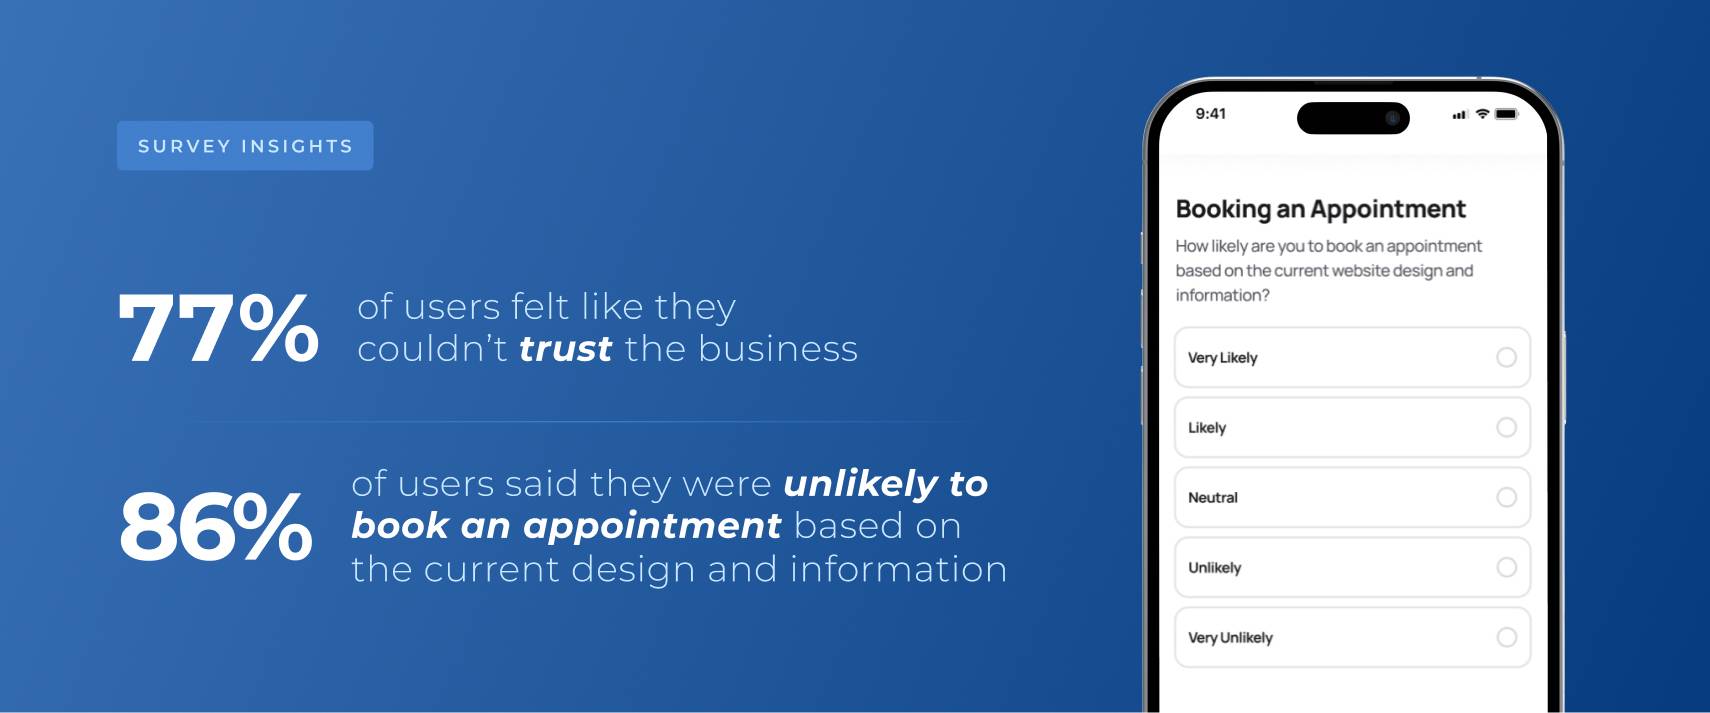 SURVEY INSIGHTS
77%
of users felt like they
couldn’t trust the business
86%
of users said they were unlikely to
book an appointment based on
the current design and information
9:41
Booking an Appointment
How likely are you to book an appointment
based on the current website design and
information?
Very Likely
Likely
Neutral
Unlikely
Very Unlikely